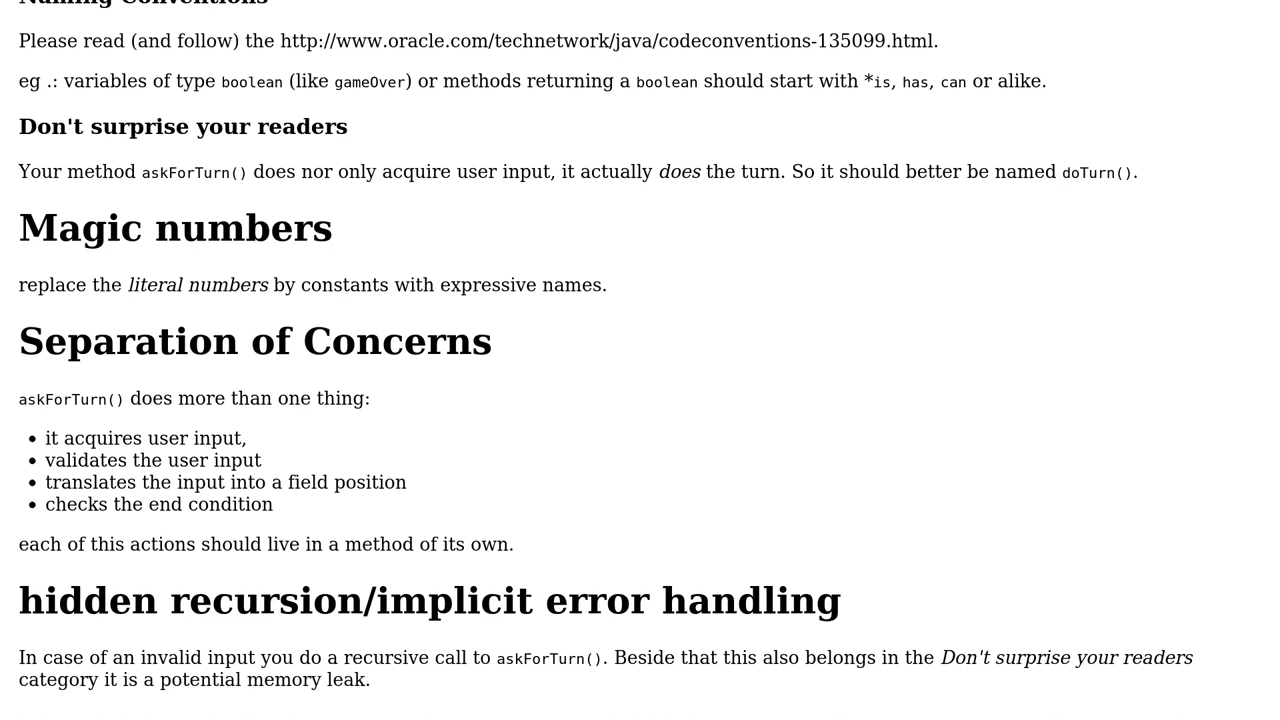 Naming Conventions
Please read (and follow) the http://www.oracle.com/technetwork/java/codeconventions-135099.html.
eg .: variables of type boolean (like gameOver) or methods returning a boolean should start with *is, has, can or alike.
Don't surprise your readers
Your method askForTurn() does nor only acquire user input, it actually does the turn. So it should better be named doTurn().
Magic numbers
replace the literal numbers by constants with expressive names.
Separation of Concerns
askForTurn() does more than one thing:
• it acquires user input,
• validates the user input
• translates the input into a field position
• checks the end condition
each of this actions should live in a method of its own.
hidden recursion/implicit error handling
In case of an invalid input you do a recursive call to askForTurn(). Beside that this also belongs in the Don't surprise your readers
category it is a potential memory leak.